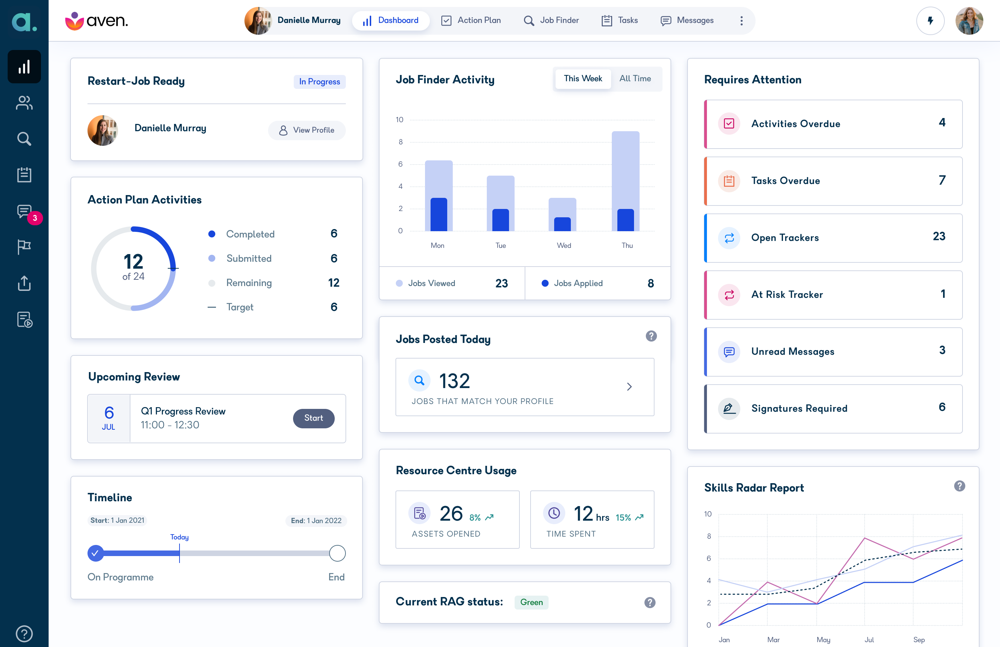 a.
aven.
Danielle Murray
Dashboard
Action Plan
Job Finder
Tasks
Messages
3
Restart-Job Ready
In Progress
Danielle Murray
View Profile
Action Plan Activities
12
of 24
Completed 6
Submitted 6
Remaining 12
Target 6
Upcoming Review
6
JUL
Q1 Progress Review
11:00 - 12:30
Start
Timeline
Start: 1 Jan 2021
End: 1 Jan 2022
Today
On Programme
End
Job Finder Activity
This Week
All Time
10
8
6
4
2
0
Mon Tue Wed Thu
Jobs Viewed 23
Jobs Applied 8
Jobs Posted Today
?
132
JOBS THAT MATCH YOUR PROFILE
Resource Centre Usage
26 8%
ASSETS OPENED
12 hrs 15%
TIME SPENT
Current RAG status: Green
?
Requires Attention
Activities Overdue 4
Tasks Overdue 7
Open Trackers 23
At Risk Tracker 1
Unread Messages 3
Signatures Required 6
Skills Radar Report
?
10
8
6
4
2
0
Jan Mar May Jul Sep
?